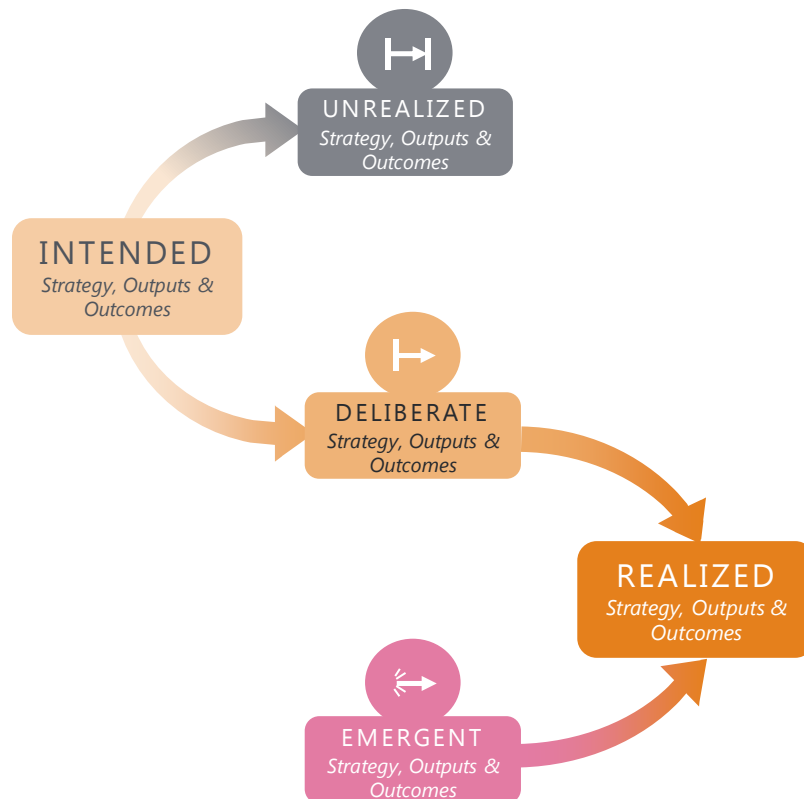 UNREALIZED
Strategy, Outputs &
Outcomes
INTENDED
Strategy, Outputs &
Outcomes
DELIBERATE
Strategy, Outputs &
Outcomes
REALIZED
Strategy, Outputs &
Outcomes
EMERGENT
Strategy, Outputs &
Outcomes